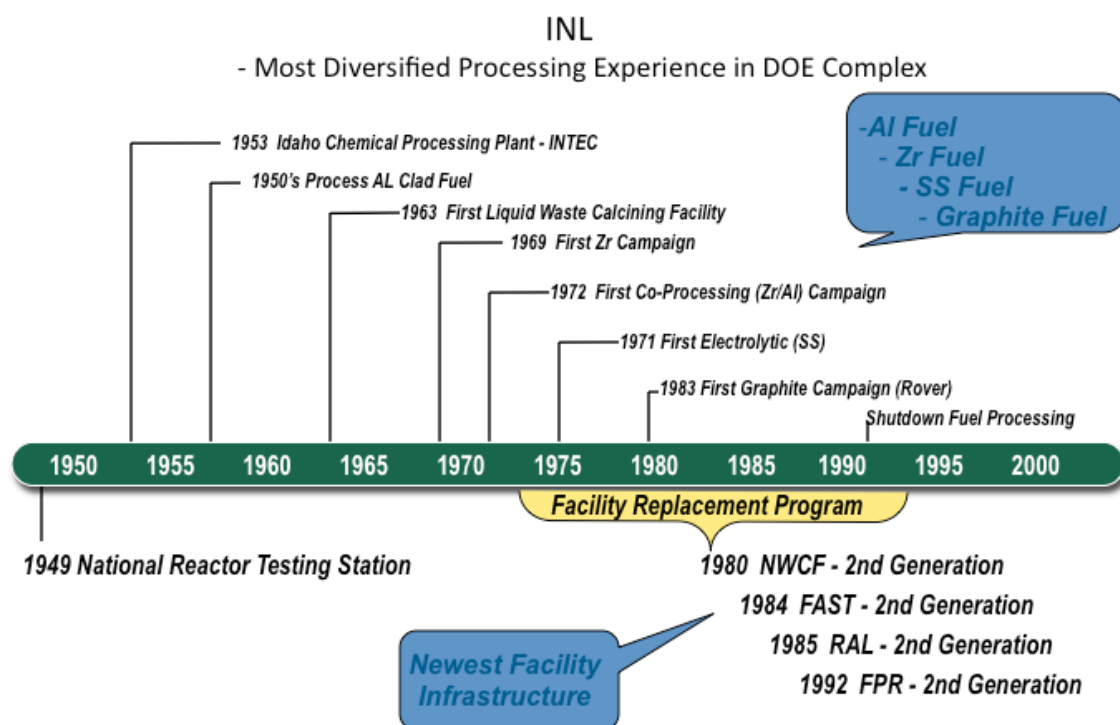 INL
- Most Diversified Processing Experience in DOE Complex
-Al Fuel
- Zr Fuel
- SS Fuel
- Graphite Fuel
1953 Idaho Chemical Processing Plant - INTEC
1950's Process AL Clad Fuel
1963 First Liquid Waste Calcining Facility
1969 First Zr Campaign
1972 First Co-Processing (Zr/Al) Campaign
1971 First Electrolytic (SS)
1983 First Graphite Campaign (Rover)
Shutdown Fuel Processing
1950 1955 1960 1965 1970 1975 1980 1985 1990 1995 2000
Facility Replacement Program
1949 National Reactor Testing Station
1980 NWCF - 2nd Generation
1984 FAST - 2nd Generation
1985 RAL - 2nd Generation
1992 FPR - 2nd Generation
Newest Facility
Infrastructure